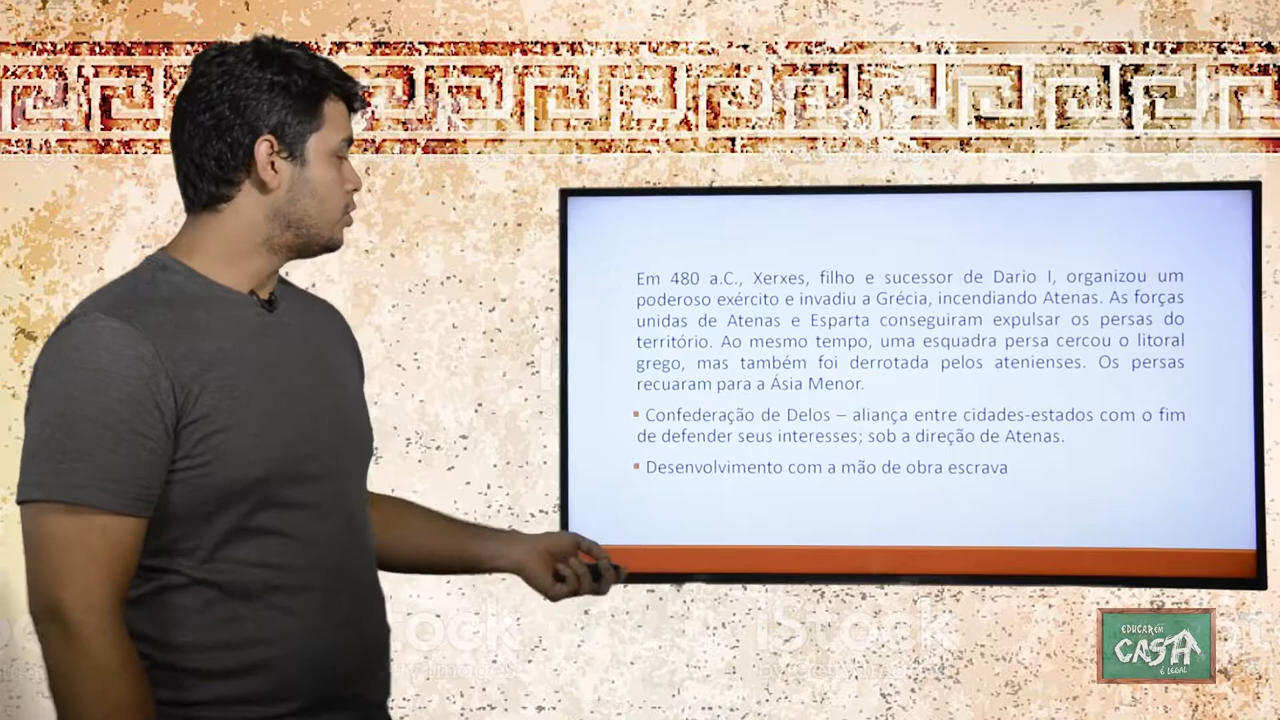 Em 480 a.C., Xerxes, filho e sucessor de Dario I, organizou um
poderoso exército e invadiu a Grécia, incendiando Atenas. As forças
unidas de Atenas e Esparta conseguiram expulsar os persas do
território. Ao mesmo tempo, uma esquadra persa cercou o litoral
grego, mas também foi derrotada pelos atenienses. Os persas
recuaram para a Ásia Menor.
▪ Confederação de Delos – aliança entre cidades-estados com o fim
de defender seus interesses; sob a direção de Atenas.
▪ Desenvolvimento com a mão de obra escrava
iStock
EDUCAR EM
CASA
É LEGAL